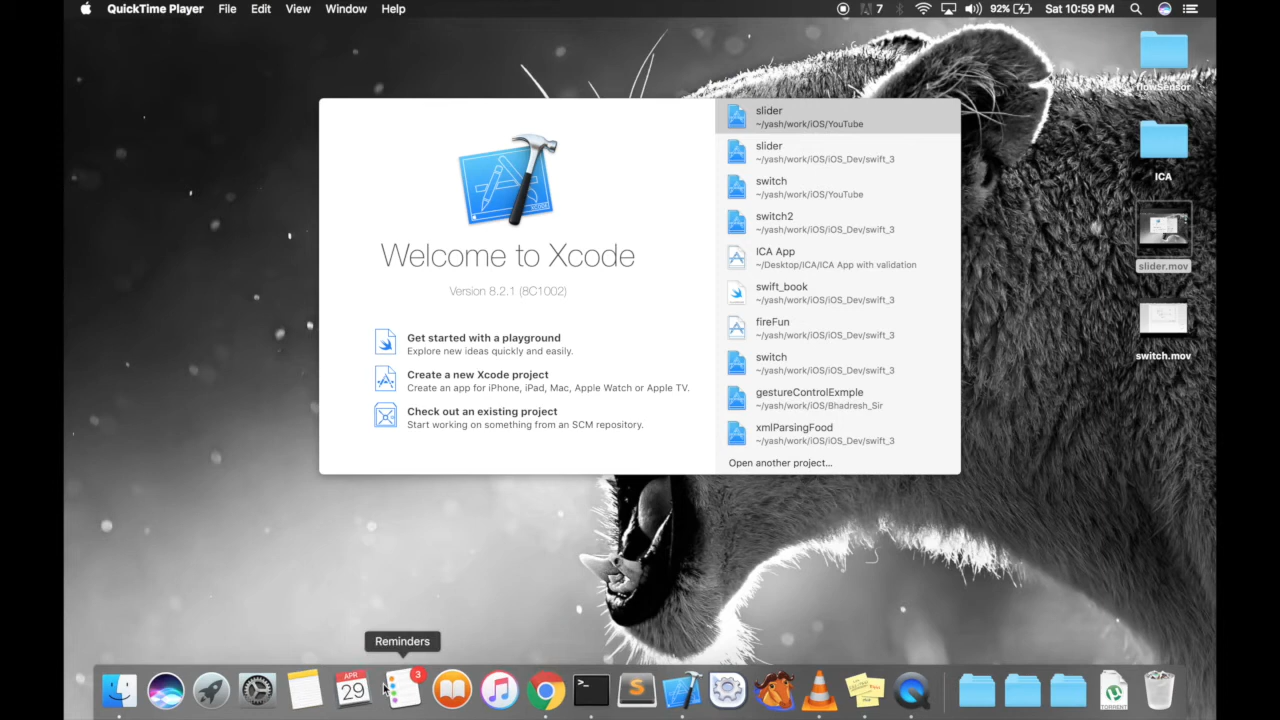 QuickTime Player File Edit View Window Help 7 92% Sat 10:59 PM
flowSensor
ICA
slider.mov
switch.mov
Welcome to Xcode
Version 8.2.1 (8C1002)
Get started with a playground
Explore new ideas quickly and easily.
Create a new Xcode project
Create an app for iPhone, iPad, Mac, Apple Watch or Apple TV.
Check out an existing project
Start working on something from an SCM repository.
slider
~/yash/work/iOS/YouTube
slider
~/yash/work/iOS/iOS_Dev/swift_3
switch
~/yash/work/iOS/YouTube
switch2
~/yash/work/iOS/iOS_Dev/swift_3
ICA App
~/Desktop/ICA/ICA App with validation
swift_book
~/yash/work/iOS/iOS_Dev/swift_3
fireFun
~/yash/work/iOS/iOS_Dev/swift_3
switch
~/yash/work/iOS/iOS_Dev/swift_3
gestureControlExmple
~/yash/work/iOS/Bhadresh_Sir
xmlParsingFood
~/yash/work/iOS/iOS_Dev/swift_3
Open another project...
Reminders
APR
29
3
TORRENT